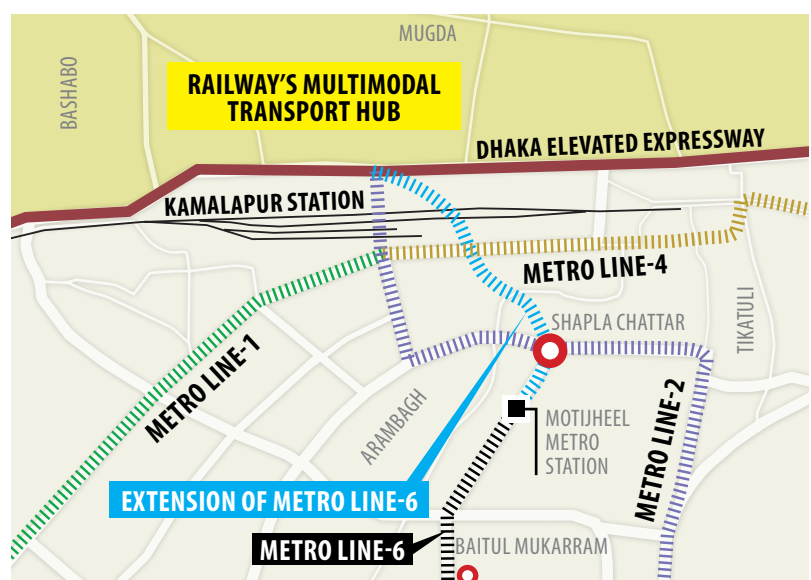 MUGDA
BASHABO
RAILWAY'S MULTIMODAL
TRANSPORT HUB
DHAKA ELEVATED EXPRESSWAY
KAMALAPUR STATION
METRO LINE-4
METRO LINE-1
SHAPLA CHATTAR
TIKATULI
ARAMBAGH
MOTIJHEEL
METRO
STATION
METRO LINE-2
EXTENSION OF METRO LINE-6
METRO LINE-6
BAITUL MUKARRAM